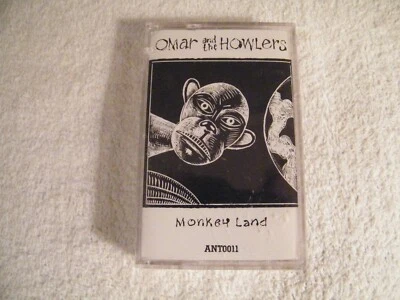 Omar and the Howlers
Monkey Land
ANT0011